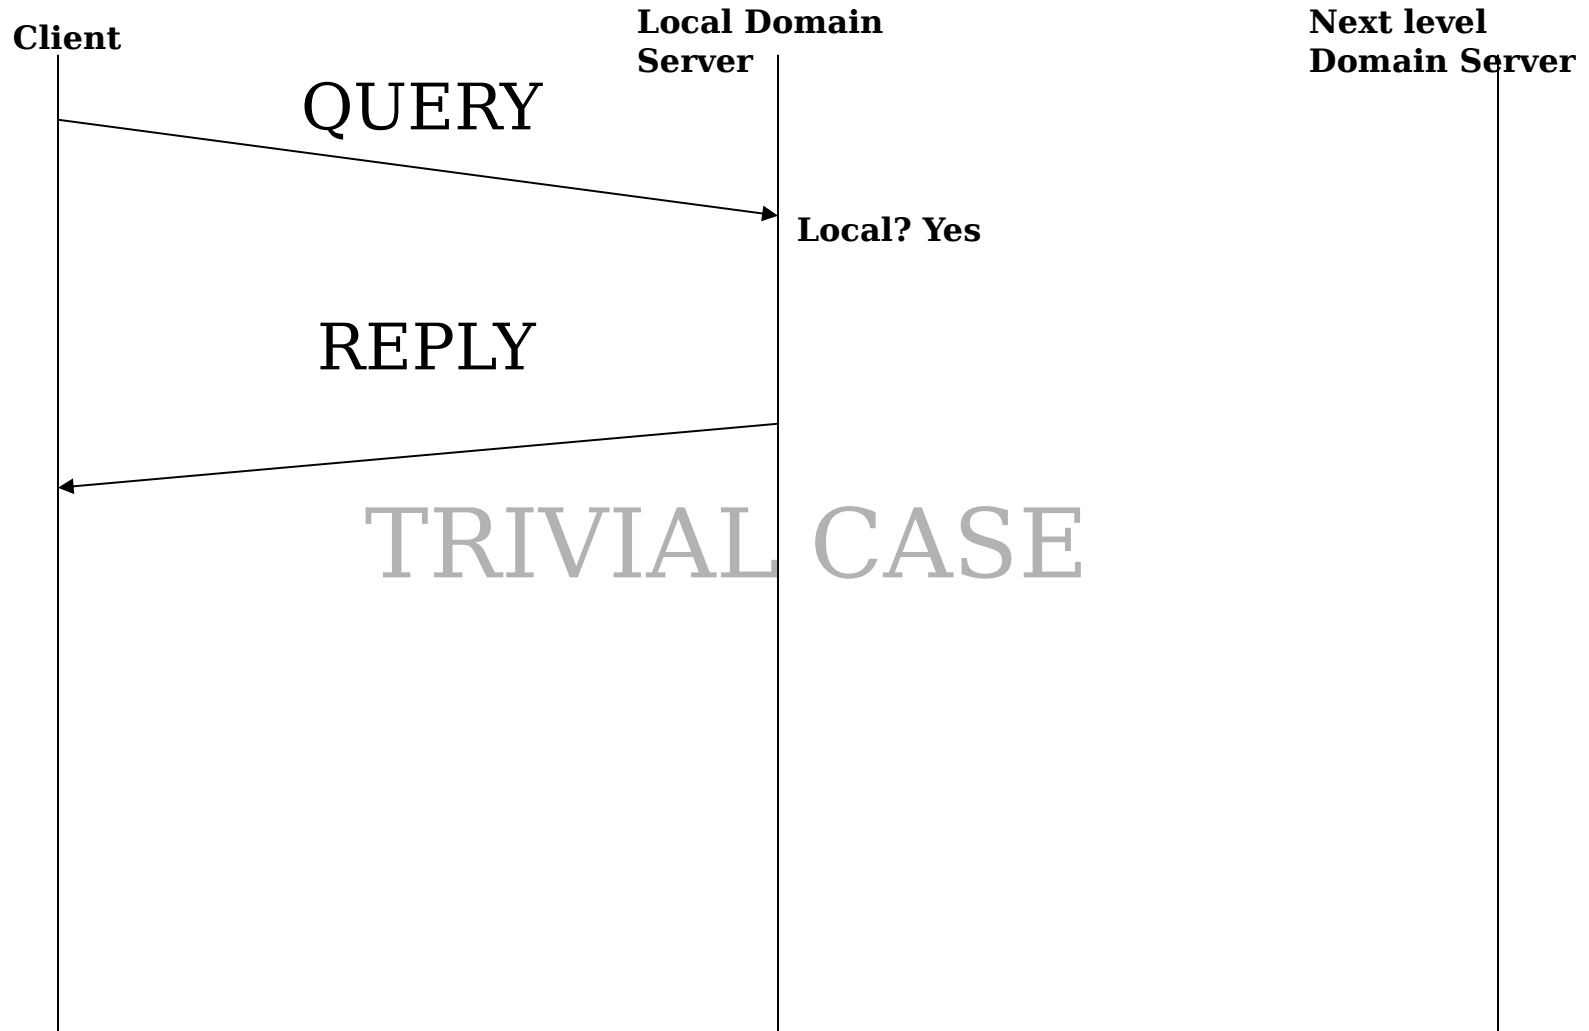 Client
Local Domain
Server
Next level
Domain Server
QUERY
Local? Yes
REPLY
TRIVIAL CASE